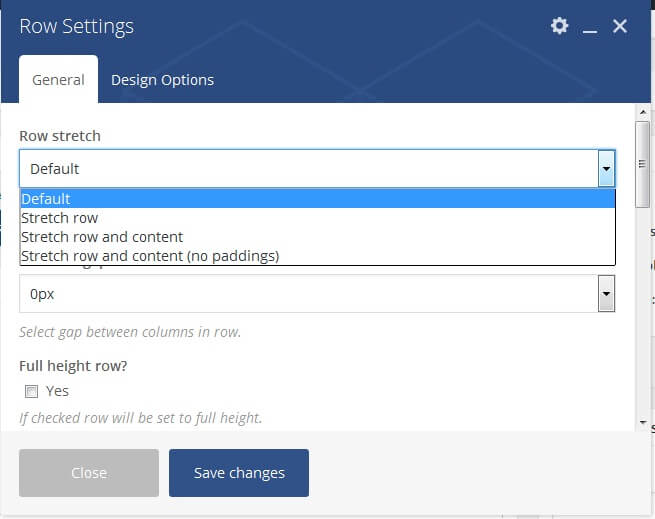 Row Settings
General
Design Options
Row stretch
Default
Default
Stretch row
Stretch row and content
Stretch row and content (no paddings)
0px
Select gap between columns in row.
Full height row?
Yes
If checked row will be set to full height.
Close
Save changes